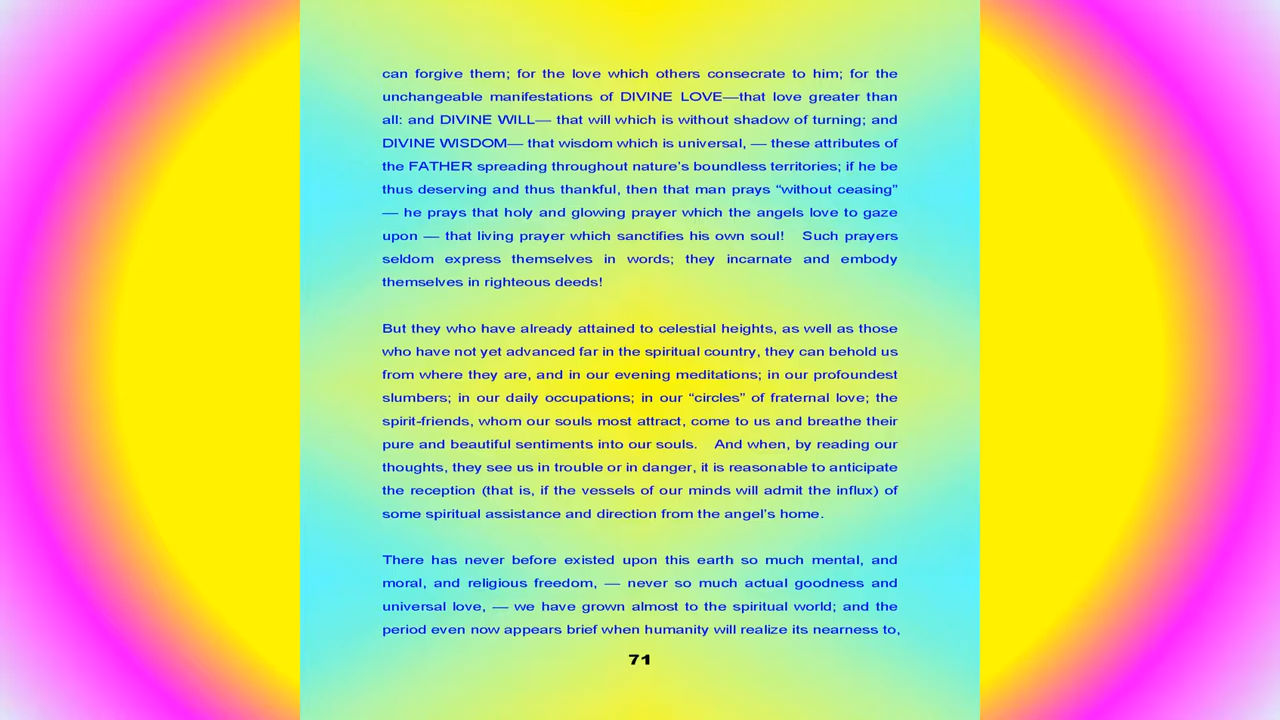 can forgive them; for the love which others consecrate to him; for the
unchangeable manifestations of DIVINE LOVE—that love greater than
all: and DIVINE WILL— that will which is without shadow of turning; and
DIVINE WISDOM— that wisdom which is universal, — these attributes of
the FATHER spreading throughout nature's boundless territories; if he be
thus deserving and thus thankful, then that man prays “without ceasing”
— he prays that holy and glowing prayer which the angels love to gaze
upon — that living prayer which sanctifies his own soul! Such prayers
seldom express themselves in words; they incarnate and embody
themselves in righteous deeds!
But they who have already attained to celestial heights, as well as those
who have not yet advanced far in the spiritual country, they can behold us
from where they are, and in our evening meditations; in our profoundest
slumbers; in our daily occupations; in our “circles” of fraternal love; the
spirit-friends, whom our souls most attract, come to us and breathe their
pure and beautiful sentiments into our souls. And when, by reading our
thoughts, they see us in trouble or in danger, it is reasonable to anticipate
the reception (that is, if the vessels of our minds will admit the influx) of
some spiritual assistance and direction from the angel's home.
There has never before existed upon this earth so much mental, and
moral, and religious freedom, — never so much actual goodness and
universal love, — we have grown almost to the spiritual world; and the
period even now appears brief when humanity will realize its nearness to,
71